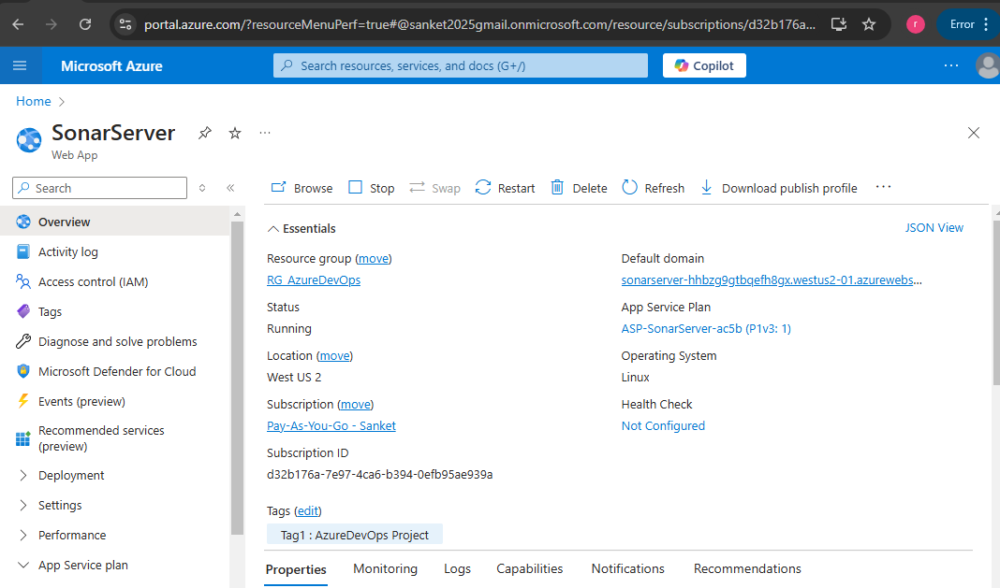 portal.azure.com/?resourceMenuPerf=true#@sanket2025gmail.onmicrosoft.com/resource/subscriptions/d32b176a...
r
Error
Microsoft Azure
Search resources, services, and docs (G+/)
Copilot
...
Home
SonarServer
...
Web App
Search
Browse
Stop
Swap
Restart
Delete
Refresh
Download publish profile
...
Overview
Activity log
Access control (IAM)
Tags
Diagnose and solve problems
Microsoft Defender for Cloud
Events (preview)
Recommended services
(preview)
Deployment
Settings
Performance
App Service plan
Essentials
JSON View
Resource group (move)
RG_AzureDevOps
Status
Running
Location (move)
West US 2
Subscription (move)
Pay-As-You-Go - Sanket
Subscription ID
d32b176a-7e97-4ca6-b394-0efb95ae939a
Default domain
sonarserver-hhbzg9gtbqefh8gx.westus2-01.azurewebs...
App Service Plan
ASP-SonarServer-ac5b (P1v3: 1)
Operating System
Linux
Health Check
Not Configured
Tags (edit)
Tag1 : AzureDevOps Project
Properties
Monitoring
Logs
Capabilities
Notifications
Recommendations